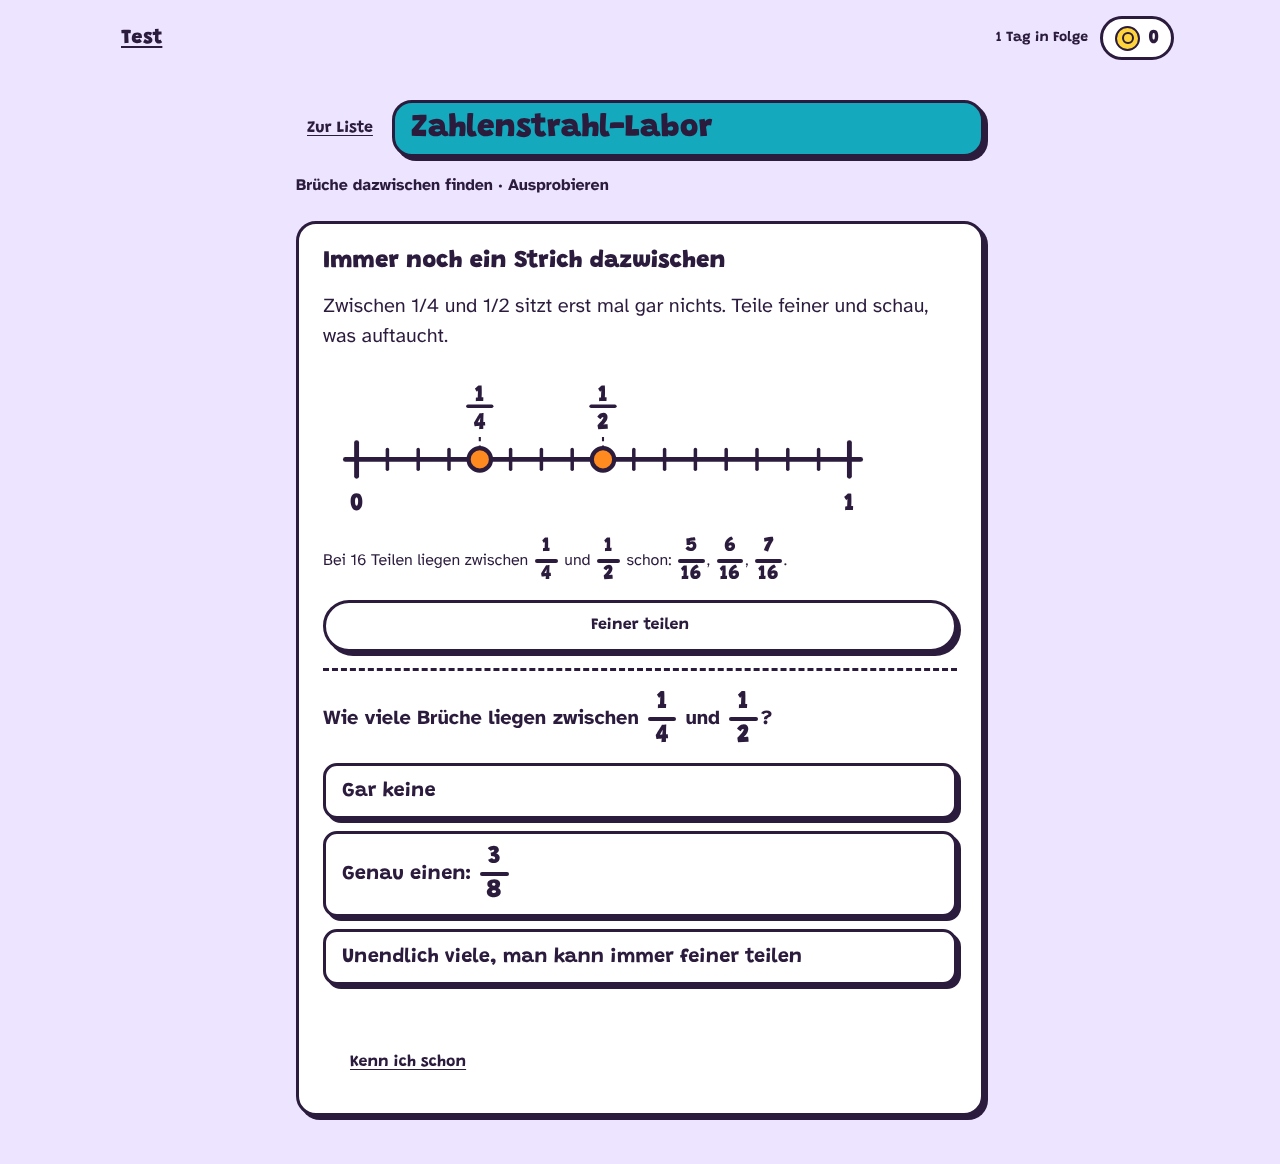 Test
1 Tag in Folge
0
Zur Liste
Zahlenstrahl-Labor
Brüche dazwischen finden · Ausprobieren
Immer noch ein Strich dazwischen
Zwischen 1/4 und 1/2 sitzt erst mal gar nichts. Teile feiner und schau,
was auftaucht.
1/4 1/2
0 1
Bei 16 Teilen liegen zwischen 1/4 und 1/2 schon: 5/16, 6/16, 7/16.
Feiner teilen
Wie viele Brüche liegen zwischen 1/4 und 1/2?
Gar keine
Genau einen: 3/8
Unendlich viele, man kann immer feiner teilen
Kenn ich schon